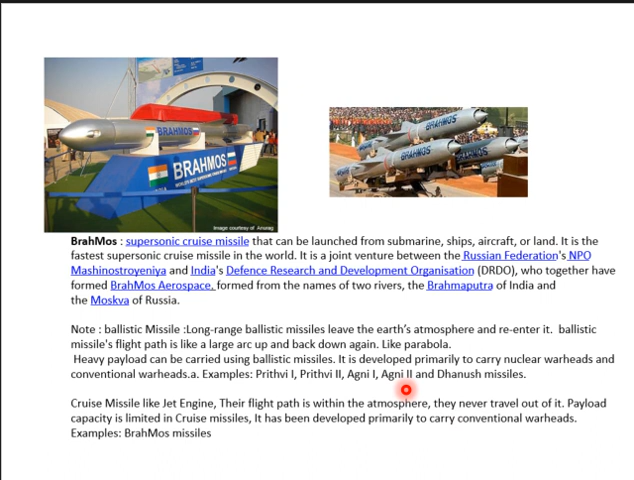 BRAHMOS
BRAHMOS
BRAHMOS
BRAHMOS
Image courtesy of Anurag
BrahMos : supersonic cruise missile that can be launched from submarine, ships, aircraft, or land. It is the
fastest supersonic cruise missile in the world. It is a joint venture between the Russian Federation's NPO
Mashinostroyeniya and India's Defence Research and Development Organisation (DRDO), who together have
formed BrahMos Aerospace, formed from the names of two rivers, the Brahmaputra of India and
the Moskva of Russia.
Note : ballistic Missile :Long-range ballistic missiles leave the earth's atmosphere and re-enter it. ballistic
missile's flight path is like a large arc up and back down again. Like parabola.
Heavy payload can be carried using ballistic missiles. It is developed primarily to carry nuclear warheads and
conventional warheads.a. Examples: Prithvi I, Prithvi II, Agni I, Agni II and Dhanush missiles.
Cruise Missile like Jet Engine, Their flight path is within the atmosphere, they never travel out of it. Payload
capacity is limited in Cruise missiles, It has been developed primarily to carry conventional warheads.
Examples: BrahMos missiles